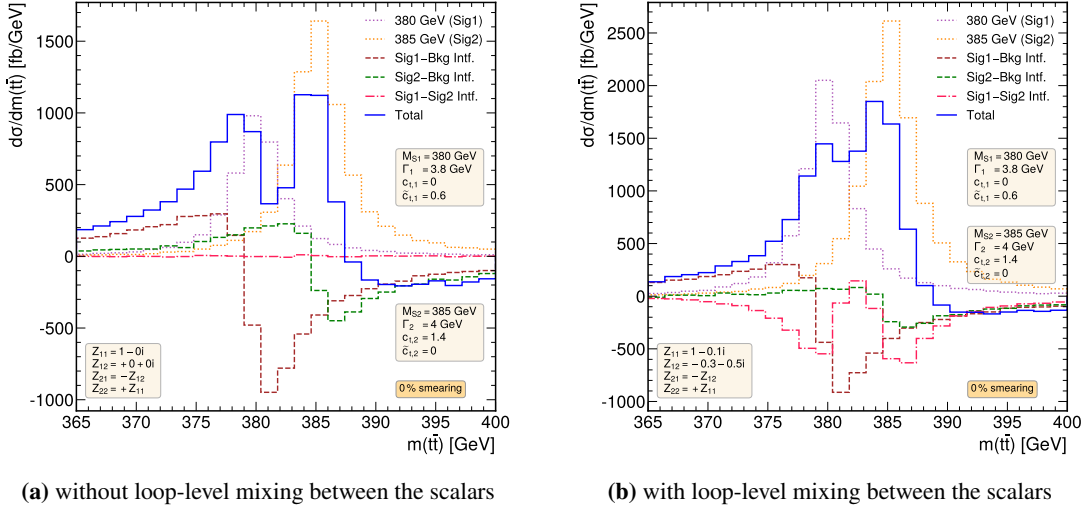 dσ/dm(tt̄) [fb/GeV]
1500
1000
500
0
-500
-1000
380 GeV (Sig1)
385 GeV (Sig2)
Sig1−Bkg Intf.
Sig2−Bkg Intf.
Sig1−Sig2 Intf.
Total
M_S1 = 380 GeV
Γ_1 = 3.8 GeV
c_t,1 = 0
c̃_t,1 = 0.6
M_S2 = 385 GeV
Γ_2 = 4 GeV
c_t,2 = 1.4
c̃_t,2 = 0
Z_11 = 1−0i
Z_12 = +0+0i
Z_21 = −Z_12
Z_22 = +Z_11
0% smearing
365 370 375 380 385 390 395 400
m(tt̄) [GeV]
(a) without loop-level mixing between the scalars
dσ/dm(tt̄) [fb/GeV]
2500
2000
1500
1000
500
0
-500
-1000
380 GeV (Sig1)
385 GeV (Sig2)
Sig1−Bkg Intf.
Sig2−Bkg Intf.
Sig1−Sig2 Intf.
Total
M_S1 = 380 GeV
Γ_1 = 3.8 GeV
c_t,1 = 0
c̃_t,1 = 0.6
M_S2 = 385 GeV
Γ_2 = 4 GeV
c_t,2 = 1.4
c̃_t,2 = 0
Z_11 = 1−0.1i
Z_12 = −0.3−0.5i
Z_21 = −Z_12
Z_22 = +Z_11
0% smearing
365 370 375 380 385 390 395 400
m(tt̄) [GeV]
(b) with loop-level mixing between the scalars